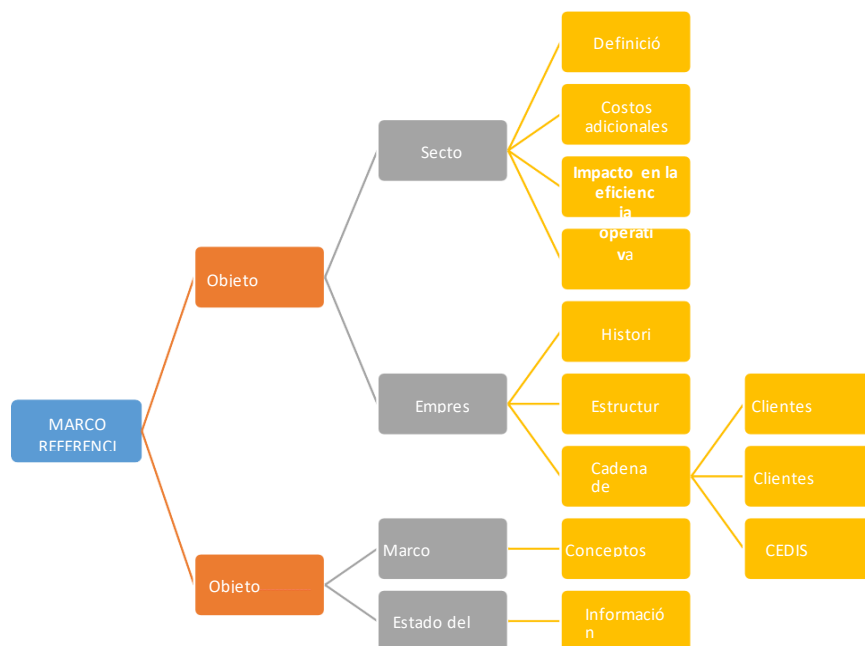 Definició
Costos
adicionales
Secto
Impacto en la
eficienc
ia
operati
va
Objeto
Histori
Empres
Estructur
Clientes
MARCO
REFERENCI
Cadena
de
Clientes
Marco
Conceptos
CEDIS
Objeto
Estado del
Informació
n